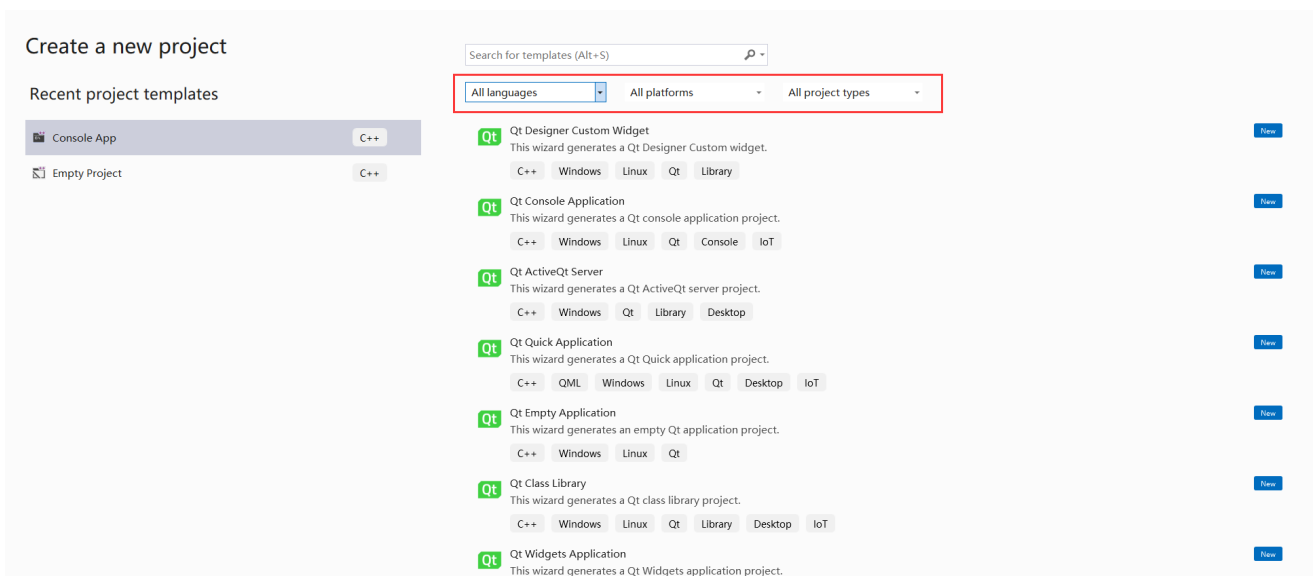 Create a new project
Recent project templates
Console App C++
Empty Project C++
Search for templates (Alt+S)
All languages All platforms All project types
Qt Qt Designer Custom Widget New
This wizard generates a Qt Designer Custom widget.
C++ Windows Linux Qt Library
Qt Qt Console Application New
This wizard generates a Qt console application project.
C++ Windows Linux Qt Console IoT
Qt Qt ActiveQt Server New
This wizard generates a Qt ActiveQt server project.
C++ Windows Qt Library Desktop
Qt Qt Quick Application New
This wizard generates a Qt Quick application project.
C++ QML Windows Linux Qt Desktop IoT
Qt Qt Empty Application New
This wizard generates an empty Qt application project.
C++ Windows Linux Qt
Qt Qt Class Library New
This wizard generates a Qt class library project.
C++ Windows Linux Qt Library Desktop IoT
Qt Qt Widgets Application New
This wizard generates a Qt Widgets application project.